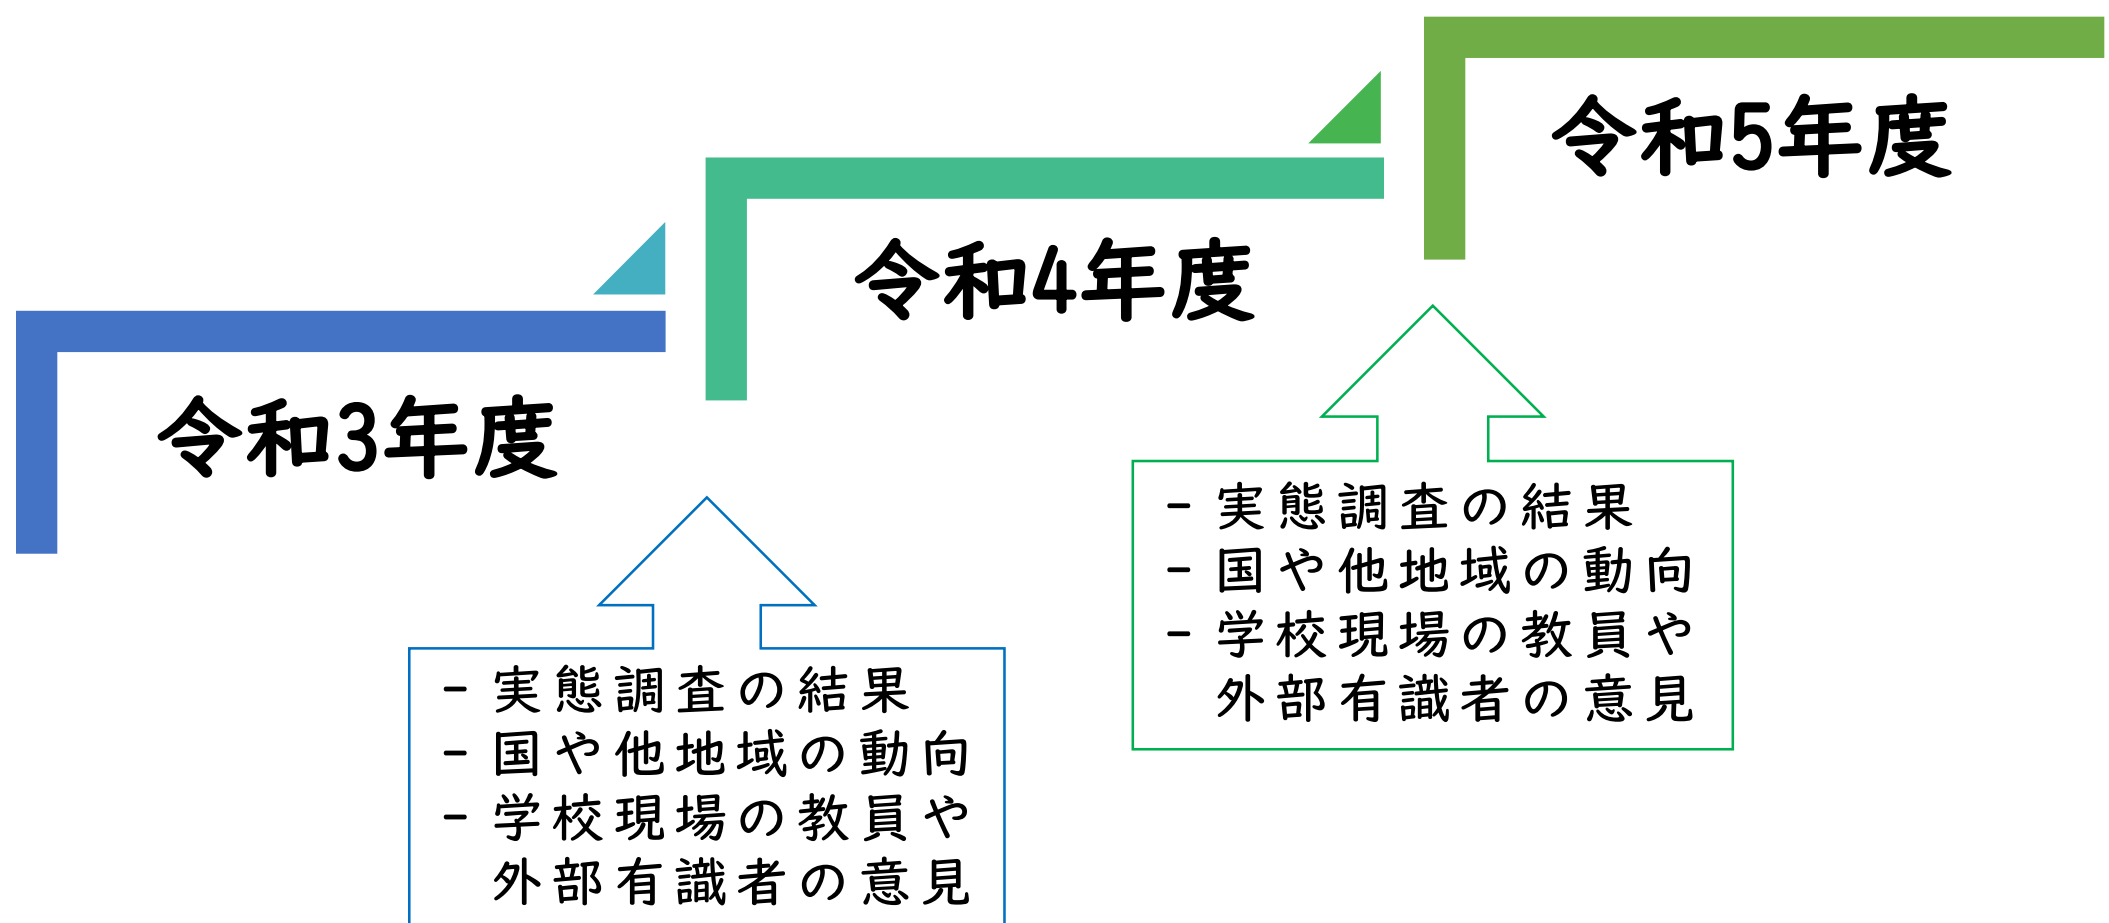 令和5年度
令和4年度
令和3年度
- 実態調査の結果
- 国や他地域の動向
- 学校現場の教員や
外部有識者の意見
- 実態調査の結果
- 国や他地域の動向
- 学校現場の教員や
外部有識者の意見